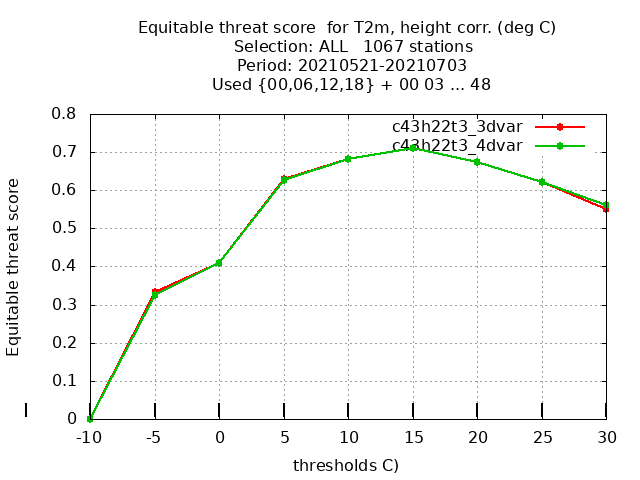 Equitable threat score  for T2m, height corr. (deg C)
Selection: ALL   1067 stations
Period: 20210521-20210703
Used {00,06,12,18} + 00 03 ... 48
c43h22t3_3dvar
c43h22t3_4dvar
Equitable threat score
0.8
0.7
0.6
0.5
0.4
0.3
0.2
0.1
0
-10 -5 0 5 10 15 20 25 30
thresholds C)